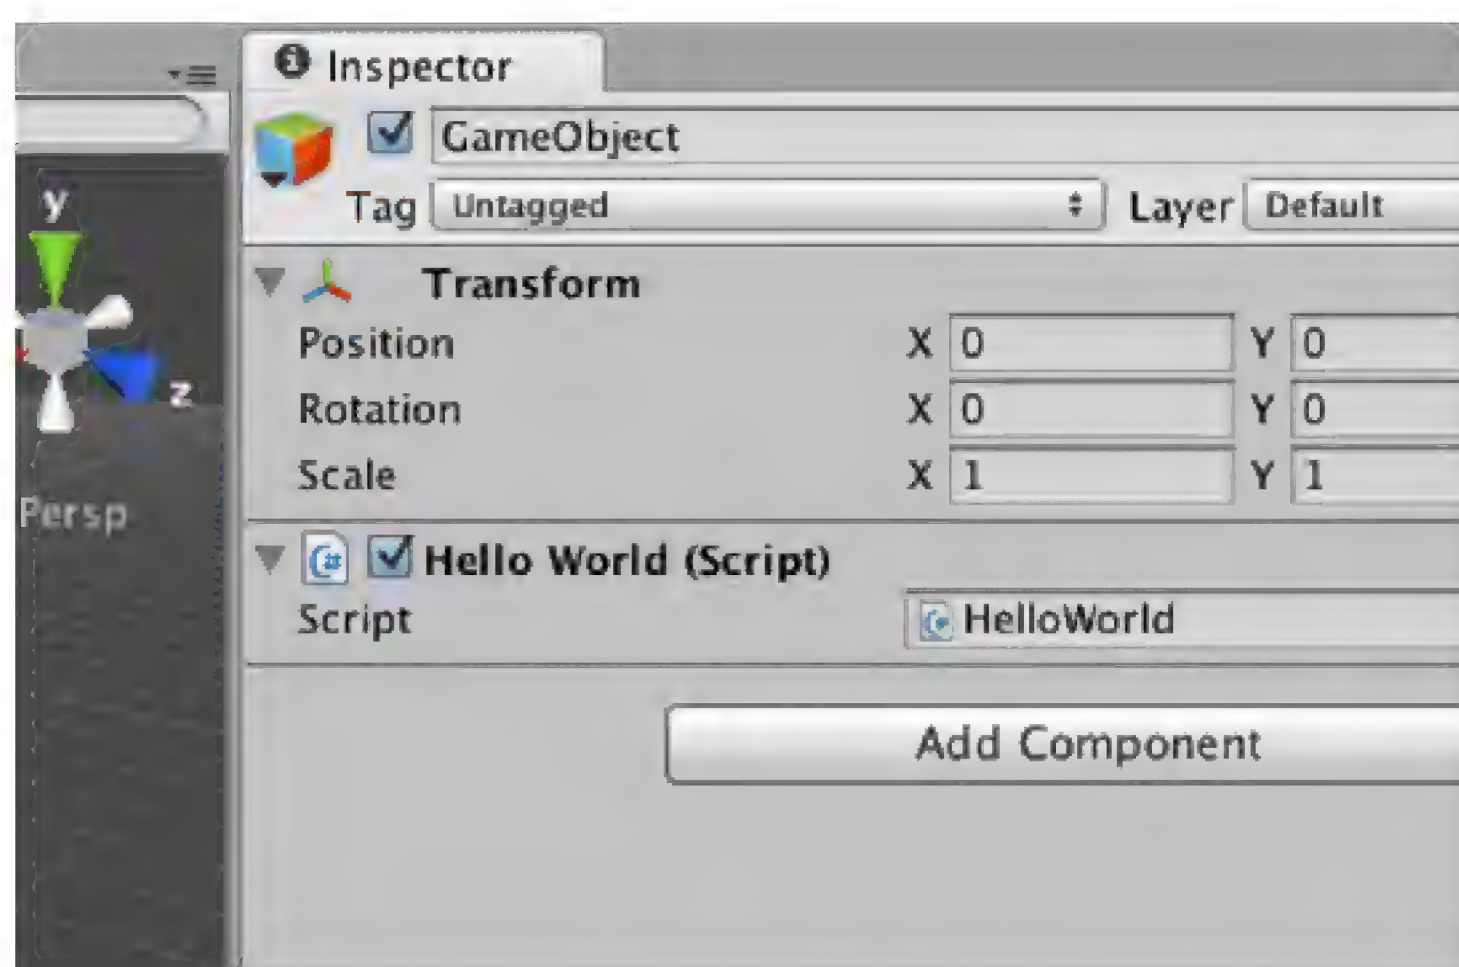 Inspector
GameObject
Tag Untagged Layer Default
y
Transform
Position X 0 Y 0
z
Rotation X 0 Y 0
Scale X 1 Y 1
Persp
Hello World (Script)
Script HelloWorld
Add Component